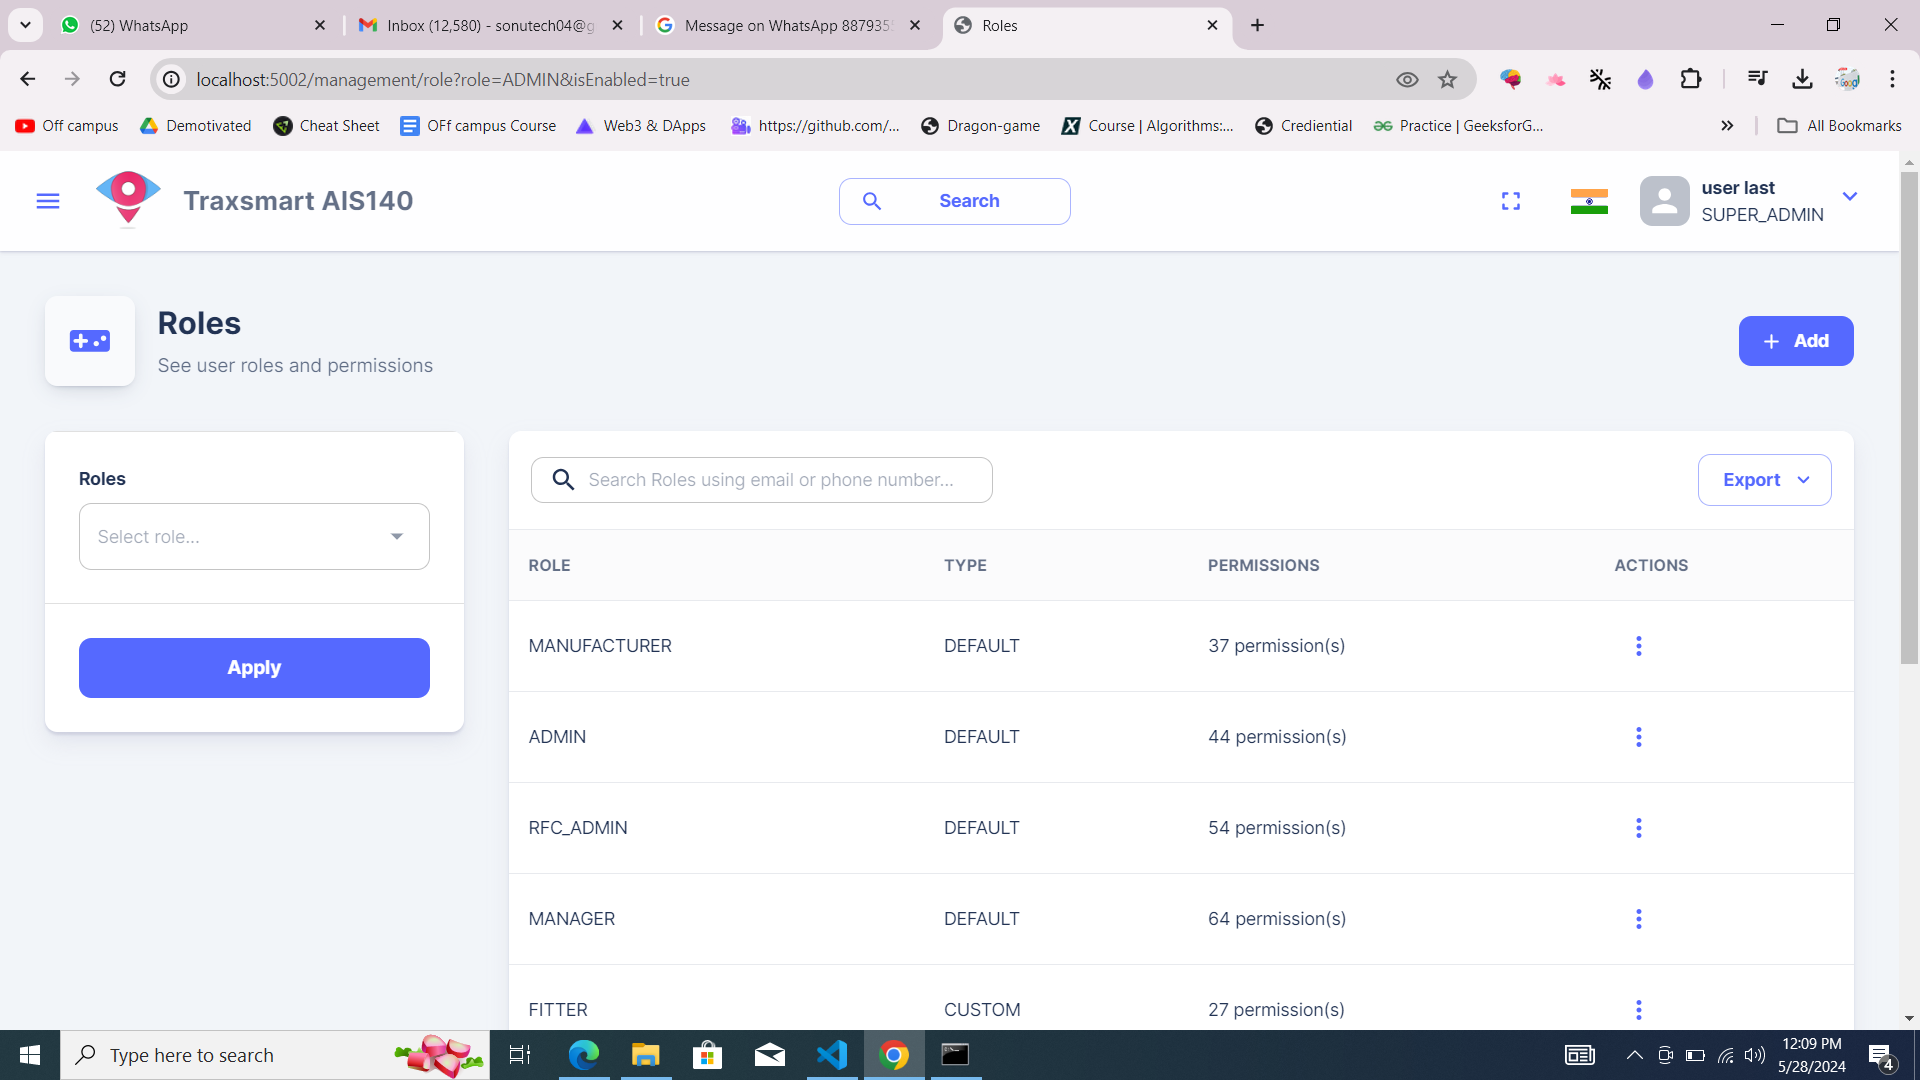 (52) WhatsApp
Inbox (12,580) - sonutech04@g
Message on WhatsApp 887935
Roles
localhost:5002/management/role?role=ADMIN&isEnabled=true
Off campus
Demotivated
Cheat Sheet
OFf campus Course
Web3 & DApps
https://github.com/...
Dragon-game
Course | Algorithms:...
Crediential
Practice | GeeksforG...
All Bookmarks
Traxsmart AIS140
Search
user last
SUPER_ADMIN
Roles
See user roles and permissions
+ Add
Roles
Select role...
Apply
Search Roles using email or phone number...
Export
ROLE TYPE PERMISSIONS ACTIONS
MANUFACTURER DEFAULT 37 permission(s)
ADMIN DEFAULT 44 permission(s)
RFC_ADMIN DEFAULT 54 permission(s)
MANAGER DEFAULT 64 permission(s)
FITTER CUSTOM 27 permission(s)
Type here to search
12:09 PM
5/28/2024
4